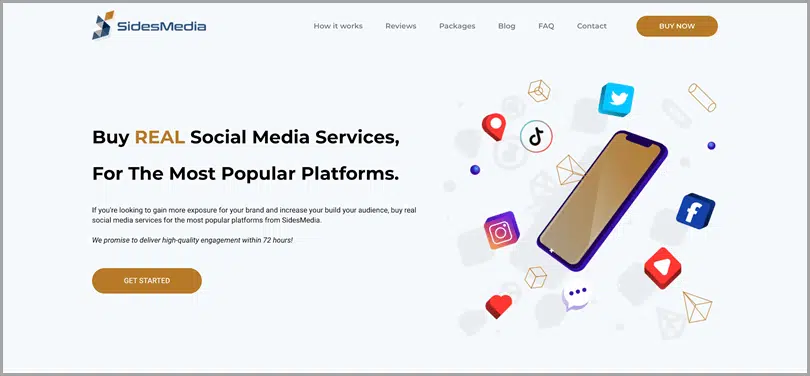 SidesMedia
How it works
Reviews
Packages
Blog
FAQ
Contact
BUY NOW
Buy REAL Social Media Services,
For The Most Popular Platforms.
If you're looking to gain more exposure for your brand and increase your build your audience, buy real
social media services for the most popular platforms from SidesMedia.
We promise to deliver high-quality engagement within 72 hours!
GET STARTED